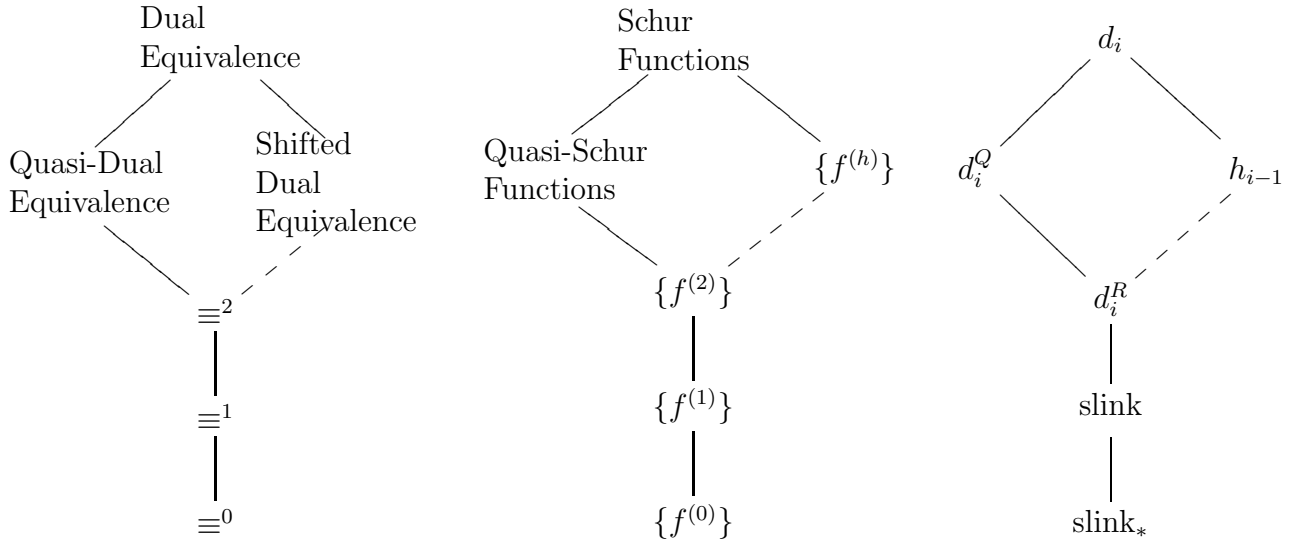 Dual
Equivalence
Quasi-Dual
Equivalence
Shifted
Dual
Equivalence
≡²
≡¹
≡⁰
Schur
Functions
Quasi-Schur
Functions
{f^{(h)}}
{f^{(2)}}
{f^{(1)}}
{f^{(0)}}
d_i
d_i^Q
h_{i−1}
d_i^R
slink
slink_*